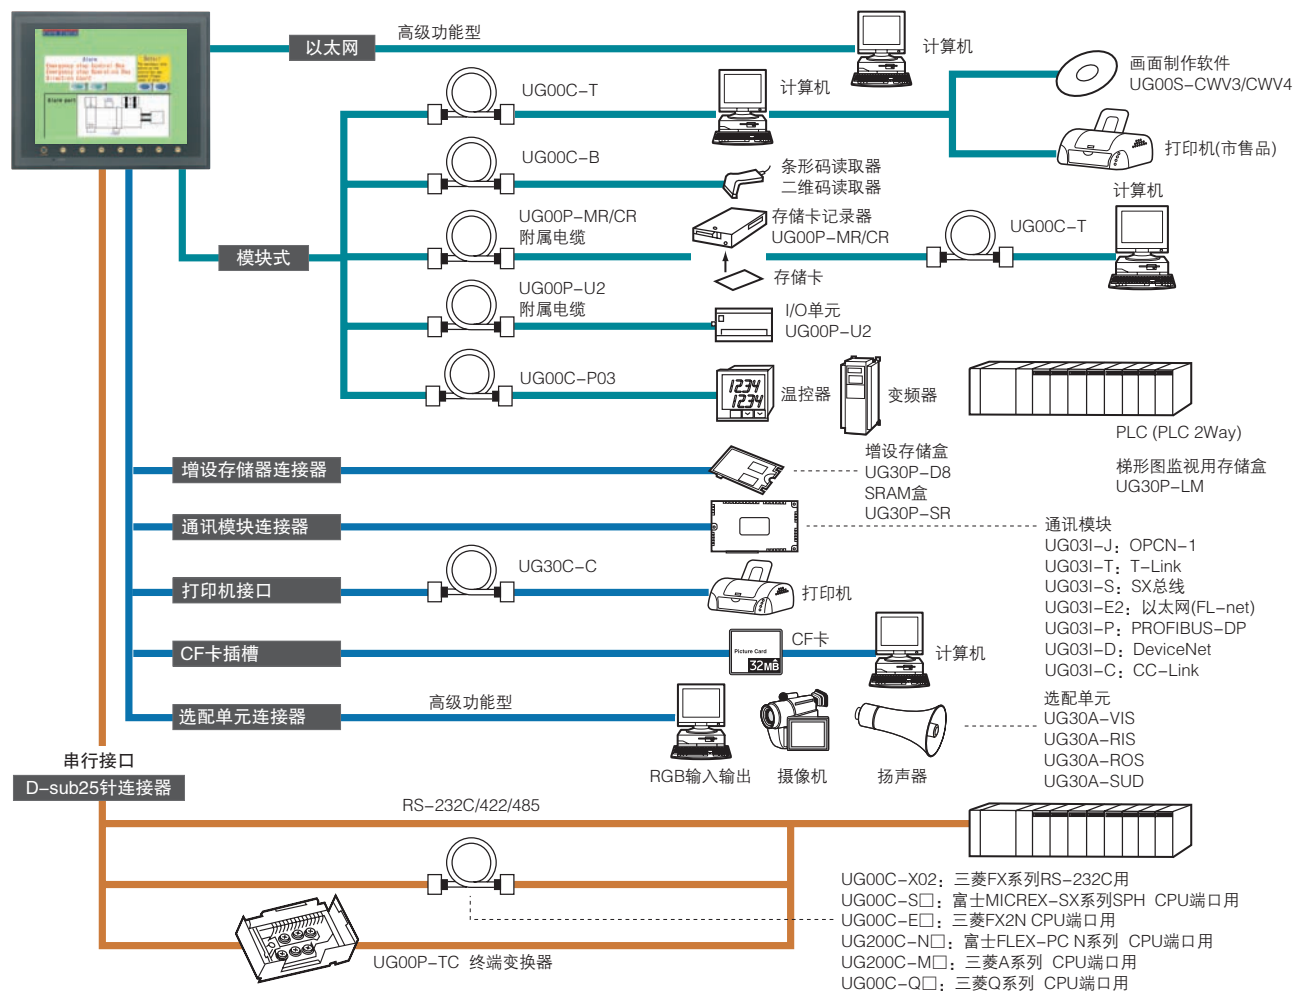 以太网
高级功能型
计算机
画面制作软件
UG00S-CWV3/CWV4
UG00C-T
计算机
打印机(市售品)
UG00C-B
条形码读取器
二维码读取器
计算机
模块式
UG00P-MR/CR
附属电缆
存储卡记录器
UG00P-MR/CR
UG00C-T
存储卡
UG00P-U2
附属电缆
I/O单元
UG00P-U2
UG00C-P03
1234
1234
温控器
变频器
PLC (PLC 2Way)
梯形图监视用存储盒
UG30P-LM
增设存储器连接器
增设存储盒
UG30P-D8
SRAM盒
UG30P-SR
通讯模块连接器
通讯模块
UG03I-J：OPCN-1
UG03I-T：T-Link
UG03I-S：SX总线
UG03I-E2：以太网(FL-net)
UG03I-P：PROFIBUS-DP
UG03I-D：DeviceNet
UG03I-C：CC-Link
打印机接口
UG30C-C
打印机
CF卡插槽
Picture Card
32MB
CF卡
计算机
选配单元连接器
高级功能型
RGB输入输出
摄像机
扬声器
选配单元
UG30A-VIS
UG30A-RIS
UG30A-ROS
UG30A-SUD
串行接口
D-sub25针连接器
RS-232C/422/485
UG00P-TC 终端变换器
UG00C-X02：三菱FX系列RS-232C用
UG00C-S□：富士MICREX-SX系列SPH CPU端口用
UG00C-E□：三菱FX2N CPU端口用
UG200C-N□：富士FLEX-PC N系列 CPU端口用
UG200C-M□：三菱A系列 CPU端口用
UG00C-Q□：三菱Q系列 CPU端口用